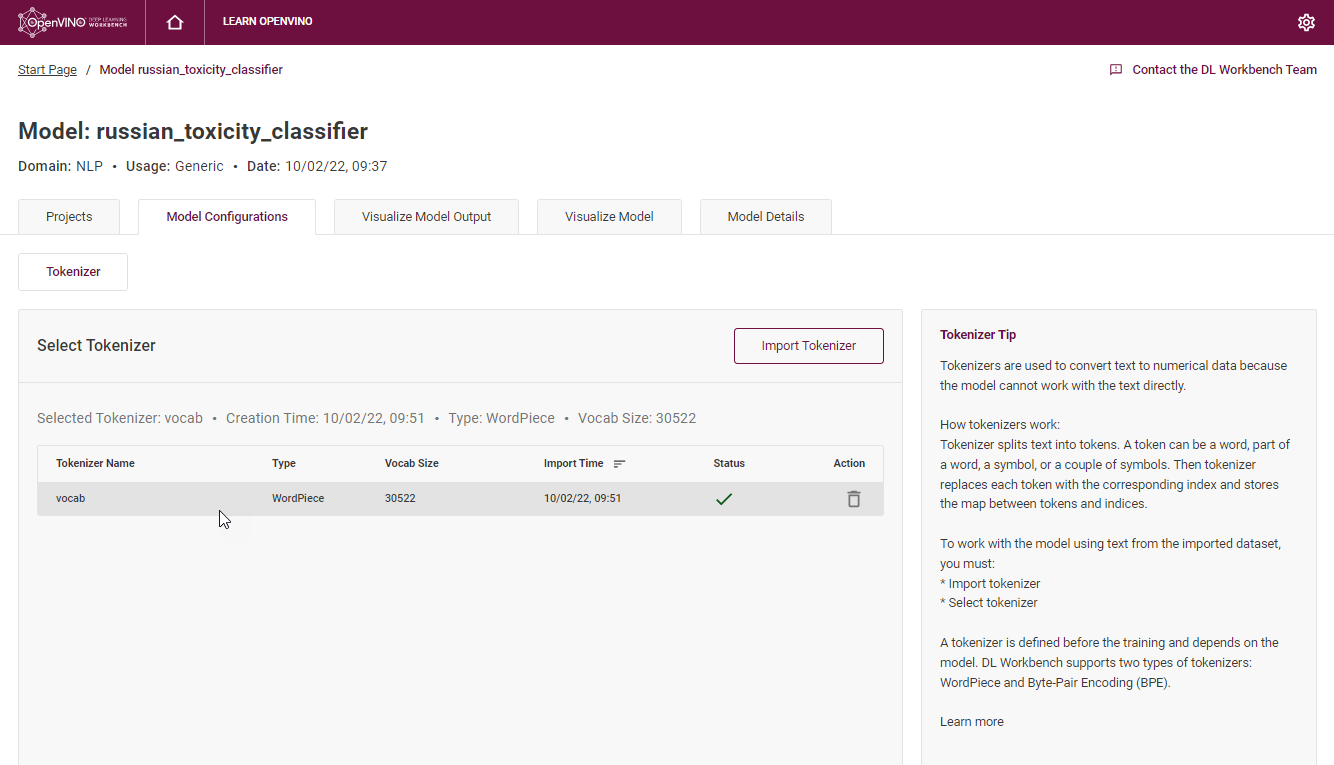 OpenVINO DEEP LEARNING WORKBENCH
LEARN OPENVINO
Start Page / Model russian_toxicity_classifier
Contact the DL Workbench Team
Model: russian_toxicity_classifier
Domain: NLP • Usage: Generic • Date: 10/02/22, 09:37
Projects
Model Configurations
Visualize Model Output
Visualize Model
Model Details
Tokenizer
Select Tokenizer
Import Tokenizer
Selected Tokenizer: vocab • Creation Time: 10/02/22, 09:51 • Type: WordPiece • Vocab Size: 30522
Tokenizer Name Type Vocab Size Import Time Status Action
vocab WordPiece 30522 10/02/22, 09:51
Tokenizer Tip
Tokenizers are used to convert text to numerical data because
the model cannot work with the text directly.
How tokenizers work:
Tokenizer splits text into tokens. A token can be a word, part of
a word, a symbol, or a couple of symbols. Then tokenizer
replaces each token with the corresponding index and stores
the map between tokens and indices.
To work with the model using text from the imported dataset,
you must:
* Import tokenizer
* Select tokenizer
A tokenizer is defined before the training and depends on the
model. DL Workbench supports two types of tokenizers:
WordPiece and Byte-Pair Encoding (BPE).
Learn more